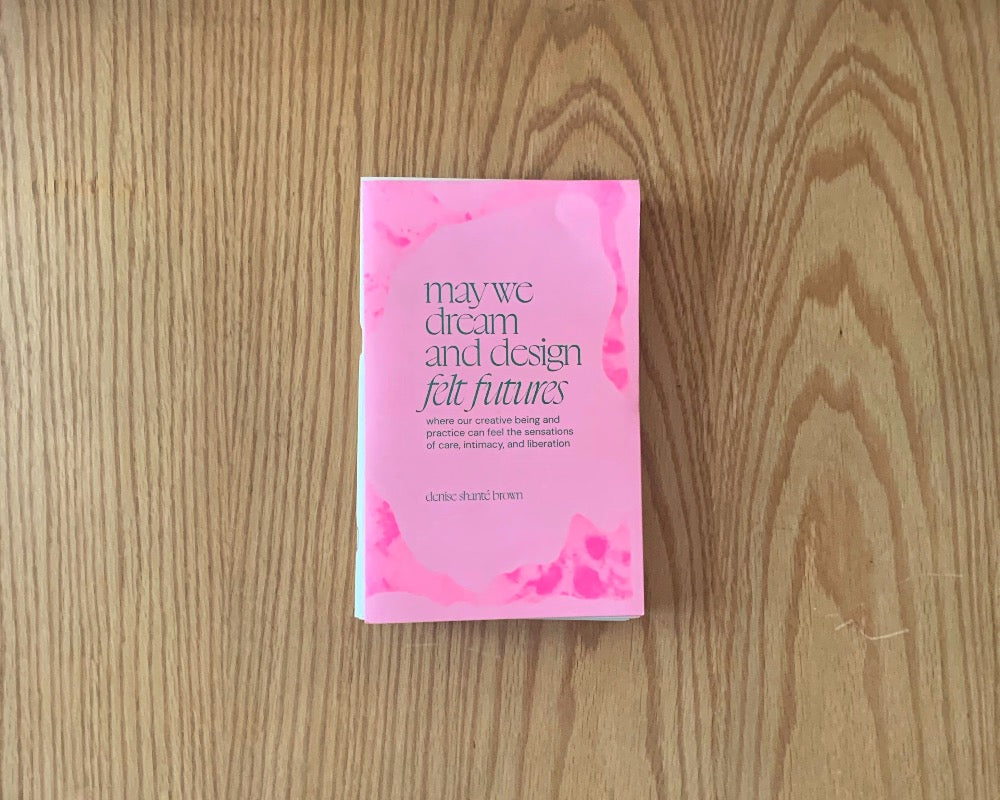 may we
dream
and design
felt futures
where our creative being and
practice can feel the sensations
of care, intimacy, and liberation
denise shanté brown